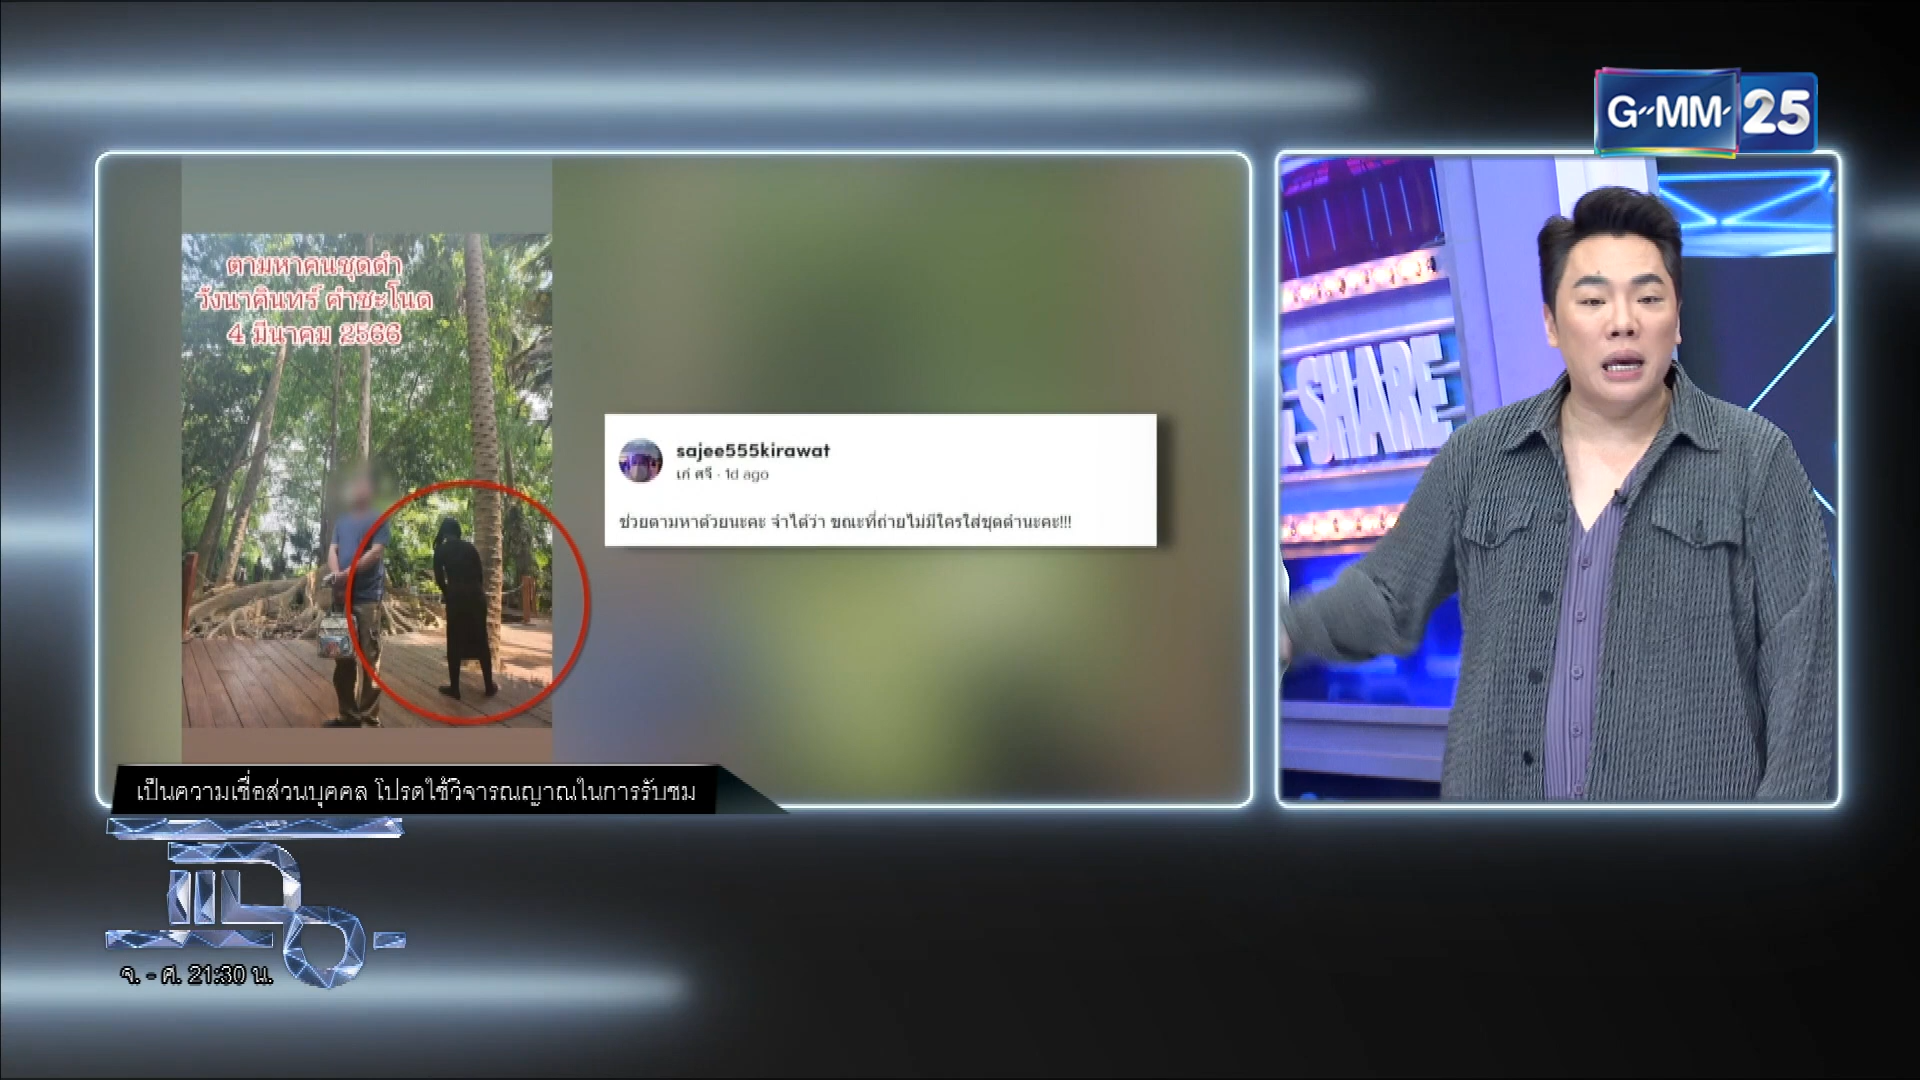 G-MM 25
ตามหาคนชุดดำ
วังนาคินทร์ คำชะโนด
4 มีนาคม 2566
SHARE
sajee555kirawat
เก๋ ศจี · 1d ago
ช่วยตามหาด้วยนะคะ จำได้ว่า ขณะที่ถ่ายไม่มีใครใส่ชุดดำนะคะ!!!
เป็นความเชื่อส่วนบุคคล โปรดใช้วิจารณญาณในการรับชม
แฉ
จ. - ศ. 21:30 น.